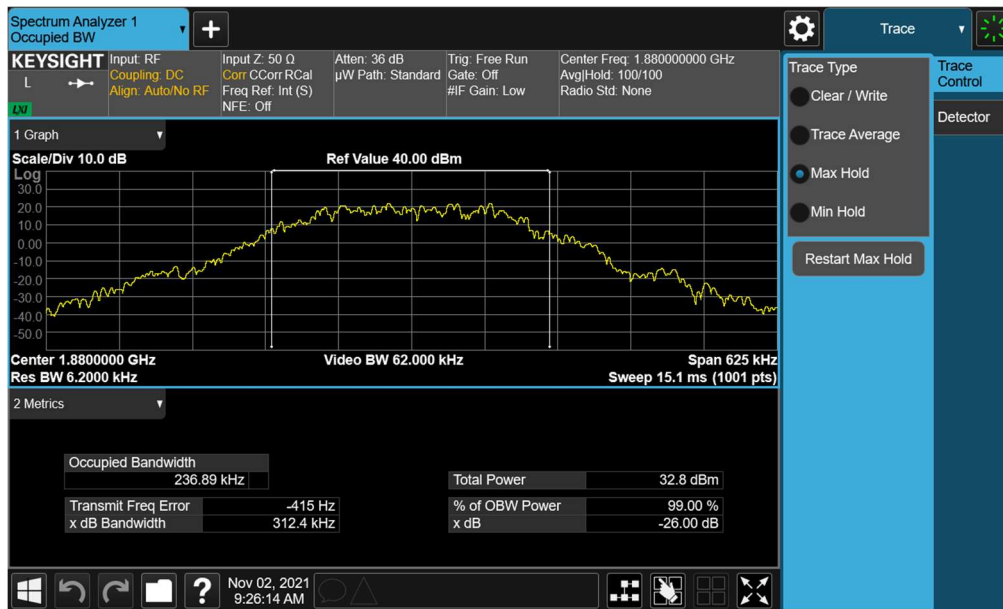 Spectrum Analyzer 1
Occupied BW
+
Trace
KEYSIGHT
L
LXI
Input: RF
Coupling: DC
Align: Auto/No RF
Input Z: 50 Ω
Corr CCorr RCal
Freq Ref: Int (S)
NFE: Off
Atten: 36 dB
µW Path: Standard
Trig: Free Run
Gate: Off
#IF Gain: Low
Center Freq: 1.880000000 GHz
Avg|Hold: 100/100
Radio Std: None
Trace Type
Clear / Write
Trace Average
Max Hold
Min Hold
Restart Max Hold
Trace
Control
Detector
1 Graph
Scale/Div 10.0 dB
Ref Value 40.00 dBm
Log
30.0
20.0
10.0
0.00
-10.0
-20.0
-30.0
-40.0
-50.0
Center 1.8800000 GHz
Video BW 62.000 kHz
Span 625 kHz
Res BW 6.2000 kHz
Sweep 15.1 ms (1001 pts)
2 Metrics
Occupied Bandwidth
236.89 kHz
Total Power 32.8 dBm
Transmit Freq Error -415 Hz
% of OBW Power 99.00 %
x dB Bandwidth 312.4 kHz
x dB -26.00 dB
?
Nov 02, 2021
9:26:14 AM